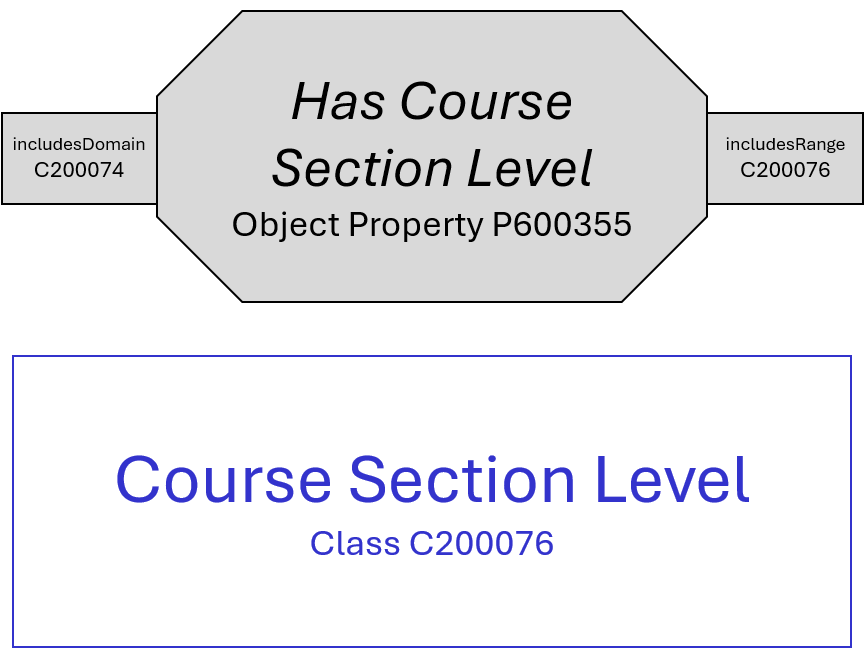 Has Course
Section Level
Object Property P600355
includesDomain
C200074
includesRange
C200076
Course Section Level
Class C200076